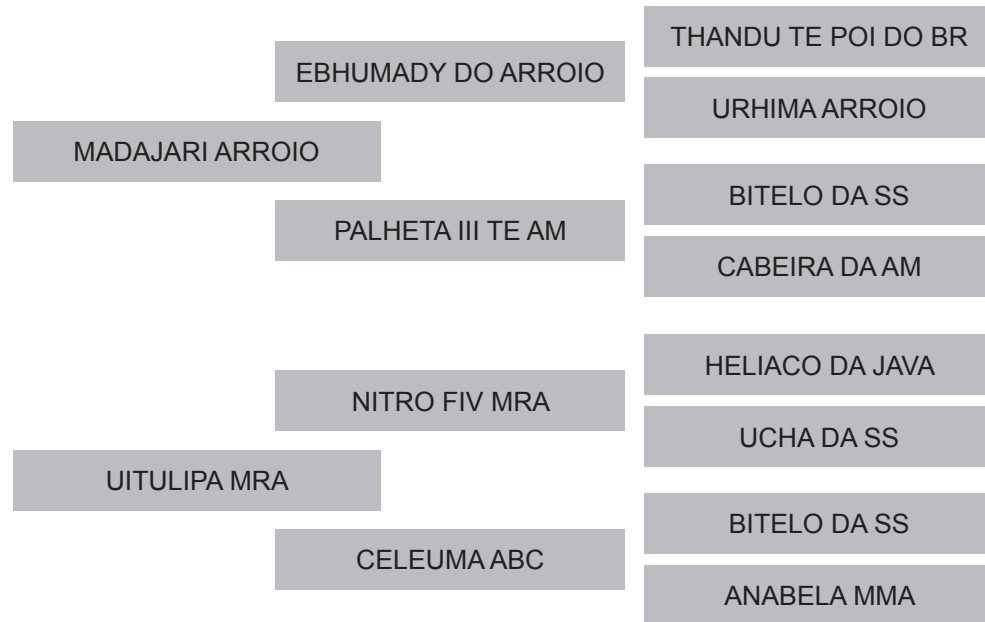 THANDU TE POI DO BR
EBHUMADY DO ARROIO
URHIMA ARROIO
MADAJARI ARROIO
BITELO DA SS
PALHETA III TE AM
CABEIRA DA AM
HELIACO DA JAVA
NITRO FIV MRA
UCHA DA SS
UITULIPA MRA
BITELO DA SS
CELEUMA ABC
ANABELA MMA